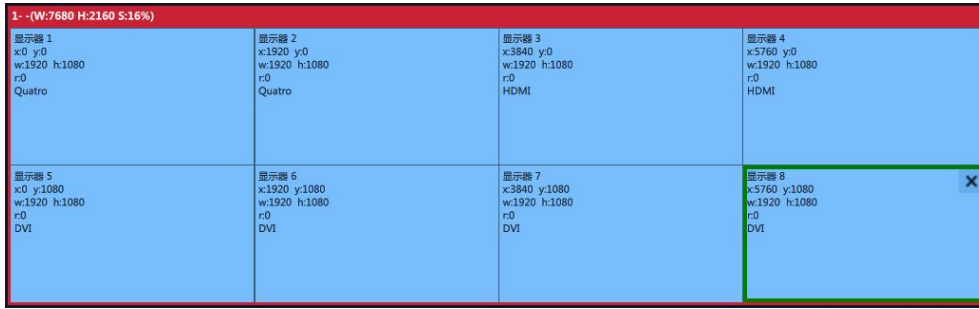 1- -(W:7680 H:2160 S:16%)
显示器 1
x:0 y:0
w:1920 h:1080
r:0
Quatro
显示器 2
x:1920 y:0
w:1920 h:1080
r:0
Quatro
显示器 3
x:3840 y:0
w:1920 h:1080
r:0
HDMI
显示器 4
x:5760 y:0
w:1920 h:1080
r:0
HDMI
显示器 5
x:0 y:1080
w:1920 h:1080
r:0
DVI
显示器 6
x:1920 y:1080
w:1920 h:1080
r:0
DVI
显示器 7
x:3840 y:1080
w:1920 h:1080
r:0
DVI
显示器 8
x:5760 y:1080
w:1920 h:1080
r:0
DVI